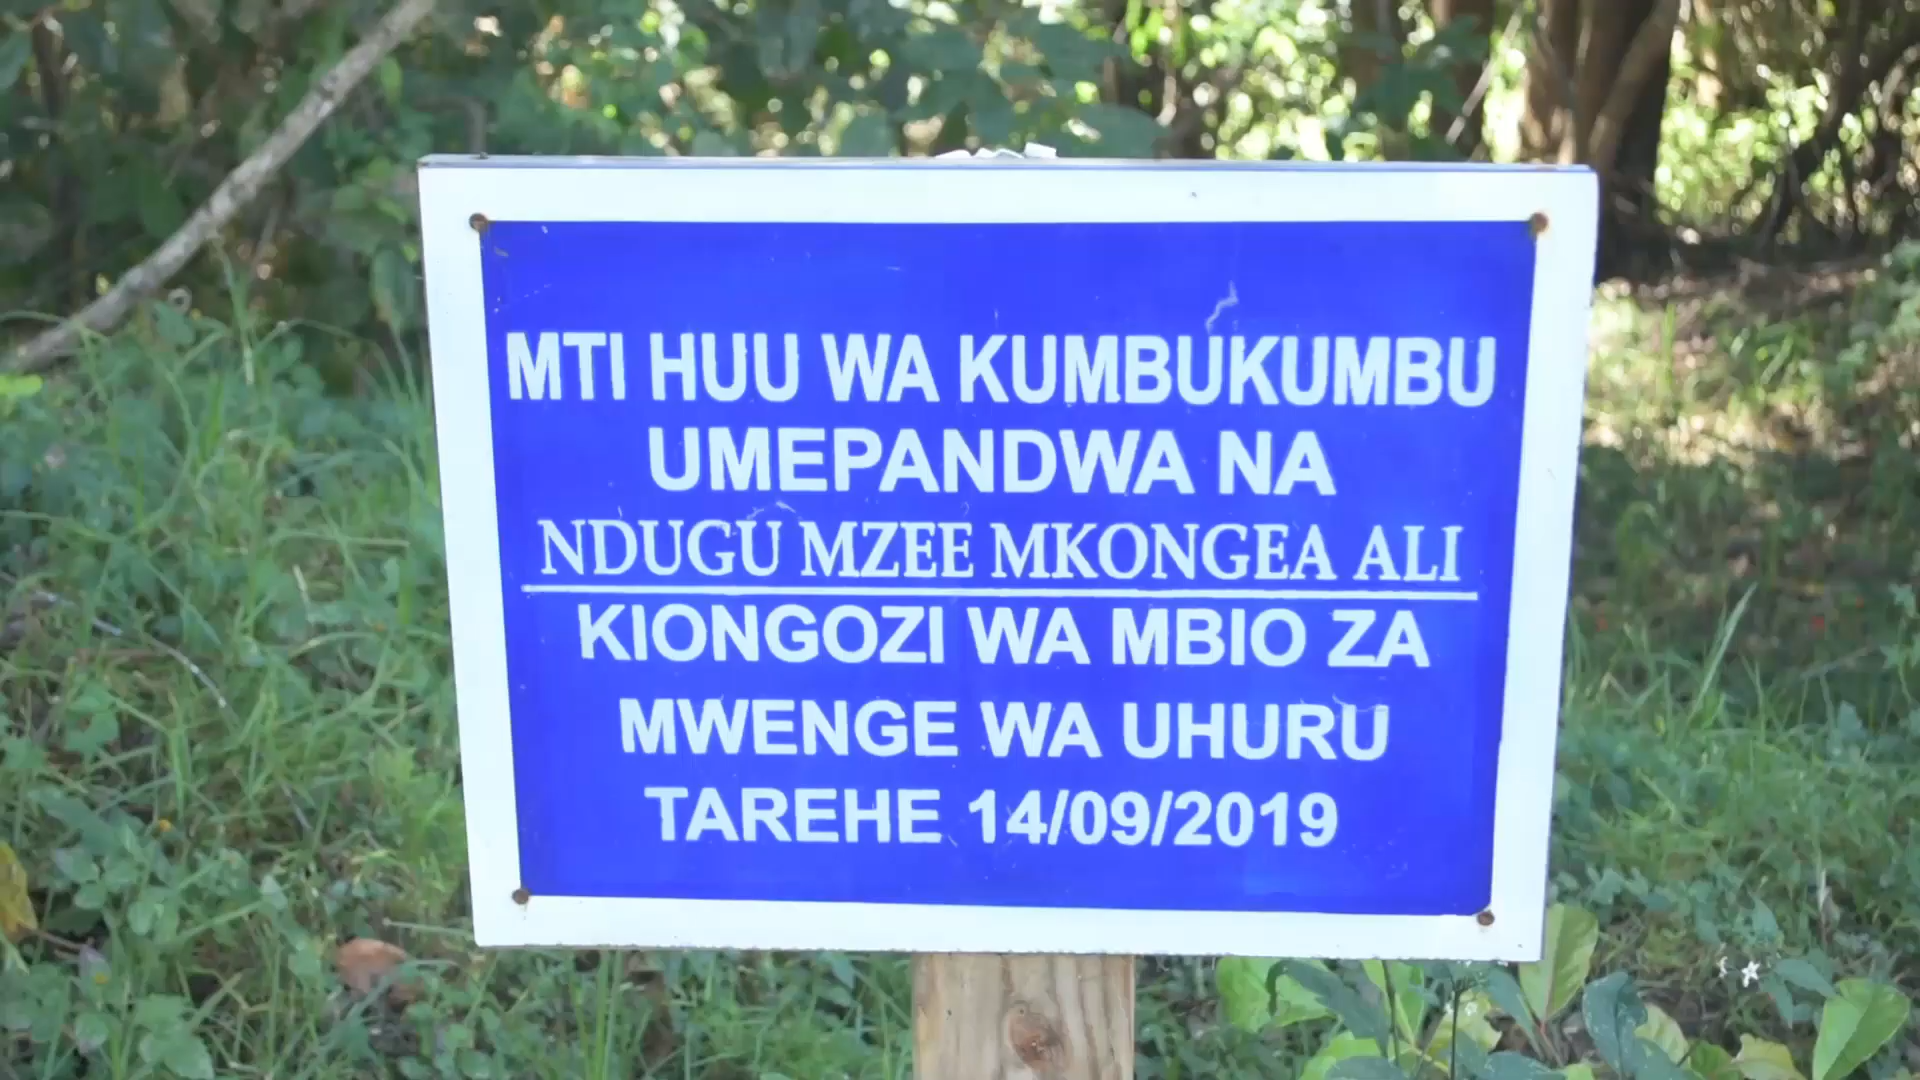 MTI HUU WA KUMBUKUMBU
UMEPANDWA NA
NDUGU MZEE MKONGEA ALI
KIONGOZI WA MBIO ZA
MWENGE WA UHURU
TAREHE 14/09/2019